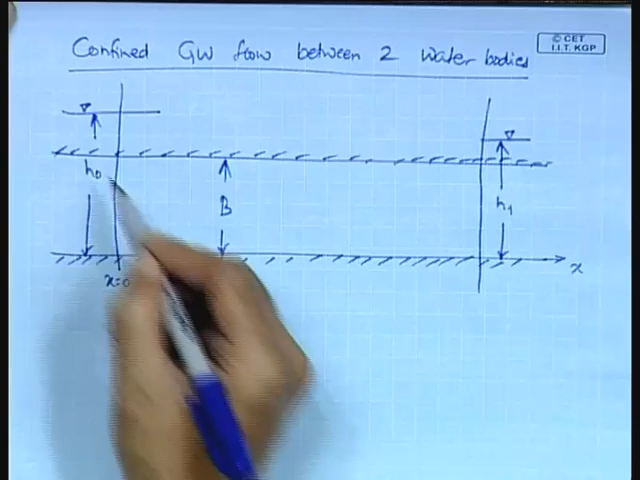 Confined GW flow between 2 water bodies
© CET
I.I.T. KGP
h₀
B
h₁
x=0
x